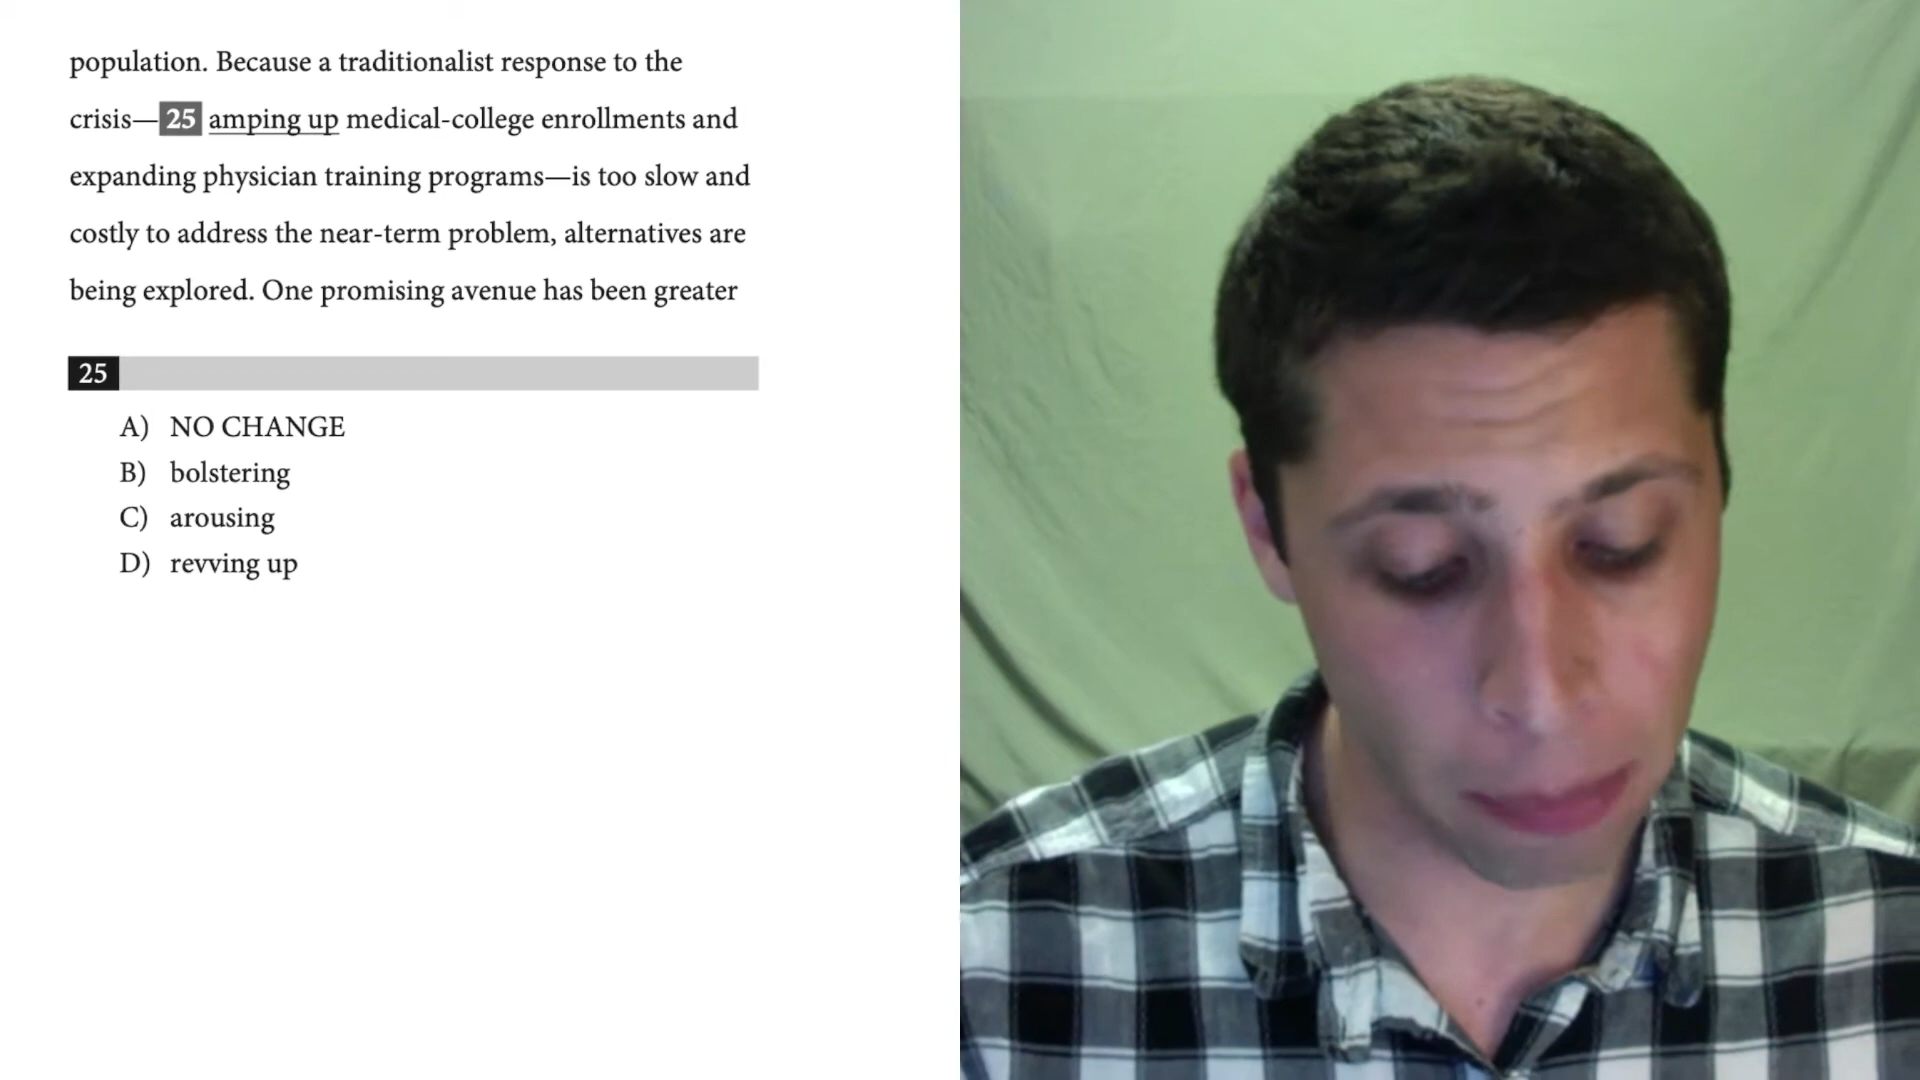 population. Because a traditionalist response to the
crisis—25 amping up medical-college enrollments and
expanding physician training programs—is too slow and
costly to address the near-term problem, alternatives are
being explored. One promising avenue has been greater
25
A) NO CHANGE
B) bolstering
C) arousing
D) revving up